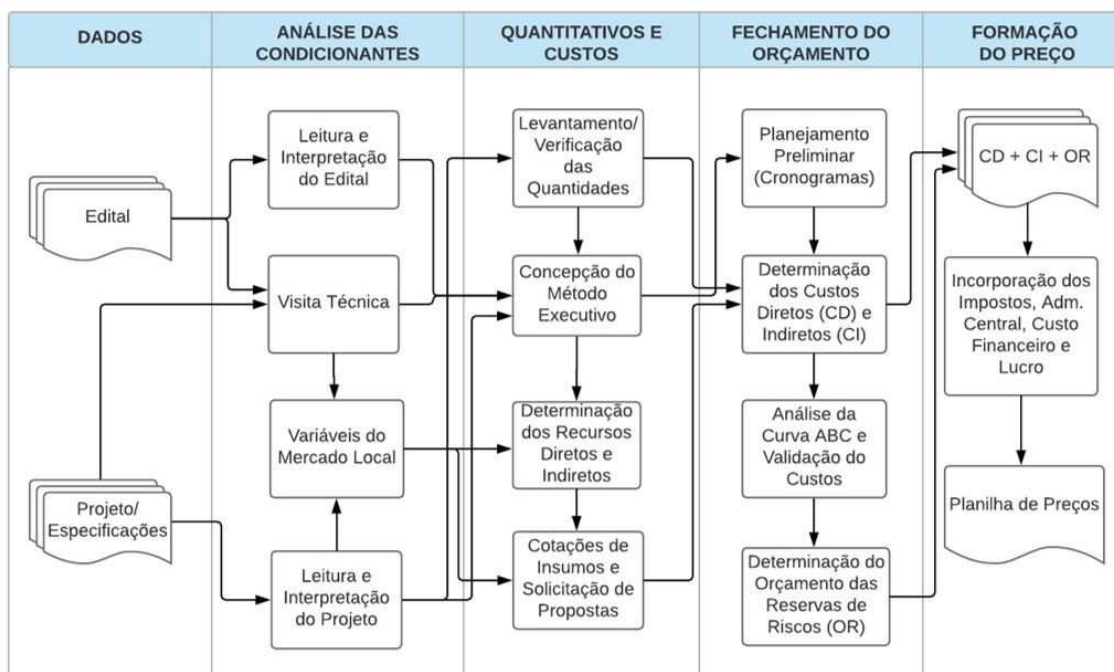 DADOS
ANÁLISE DAS
CONDICIONANTES
QUANTITATIVOS E
CUSTOS
FECHAMENTO DO
ORÇAMENTO
FORMAÇÃO
DO PREÇO
Edital
Projeto/
Especificações
Leitura e
Interpretação
do Edital
Visita Técnica
Variáveis do
Mercado Local
Leitura e
Interpretação
do Projeto
Levantamento/
Verificação
das
Quantidades
Concepção do
Método
Executivo
Determinação
dos Recursos
Diretos e
Indiretos
Cotações de
Insumos e
Solicitação de
Propostas
Planejamento
Preliminar
(Cronogramas)
Determinação
dos Custos
Diretos (CD) e
Indiretos (CI)
Análise da
Curva ABC e
Validação do
Custos
Determinação do
Orçamento das
Reservas de
Riscos (OR)
CD + CI + OR
Incorporação dos
Impostos, Adm.
Central, Custo
Financeiro e
Lucro
Planilha de Preços